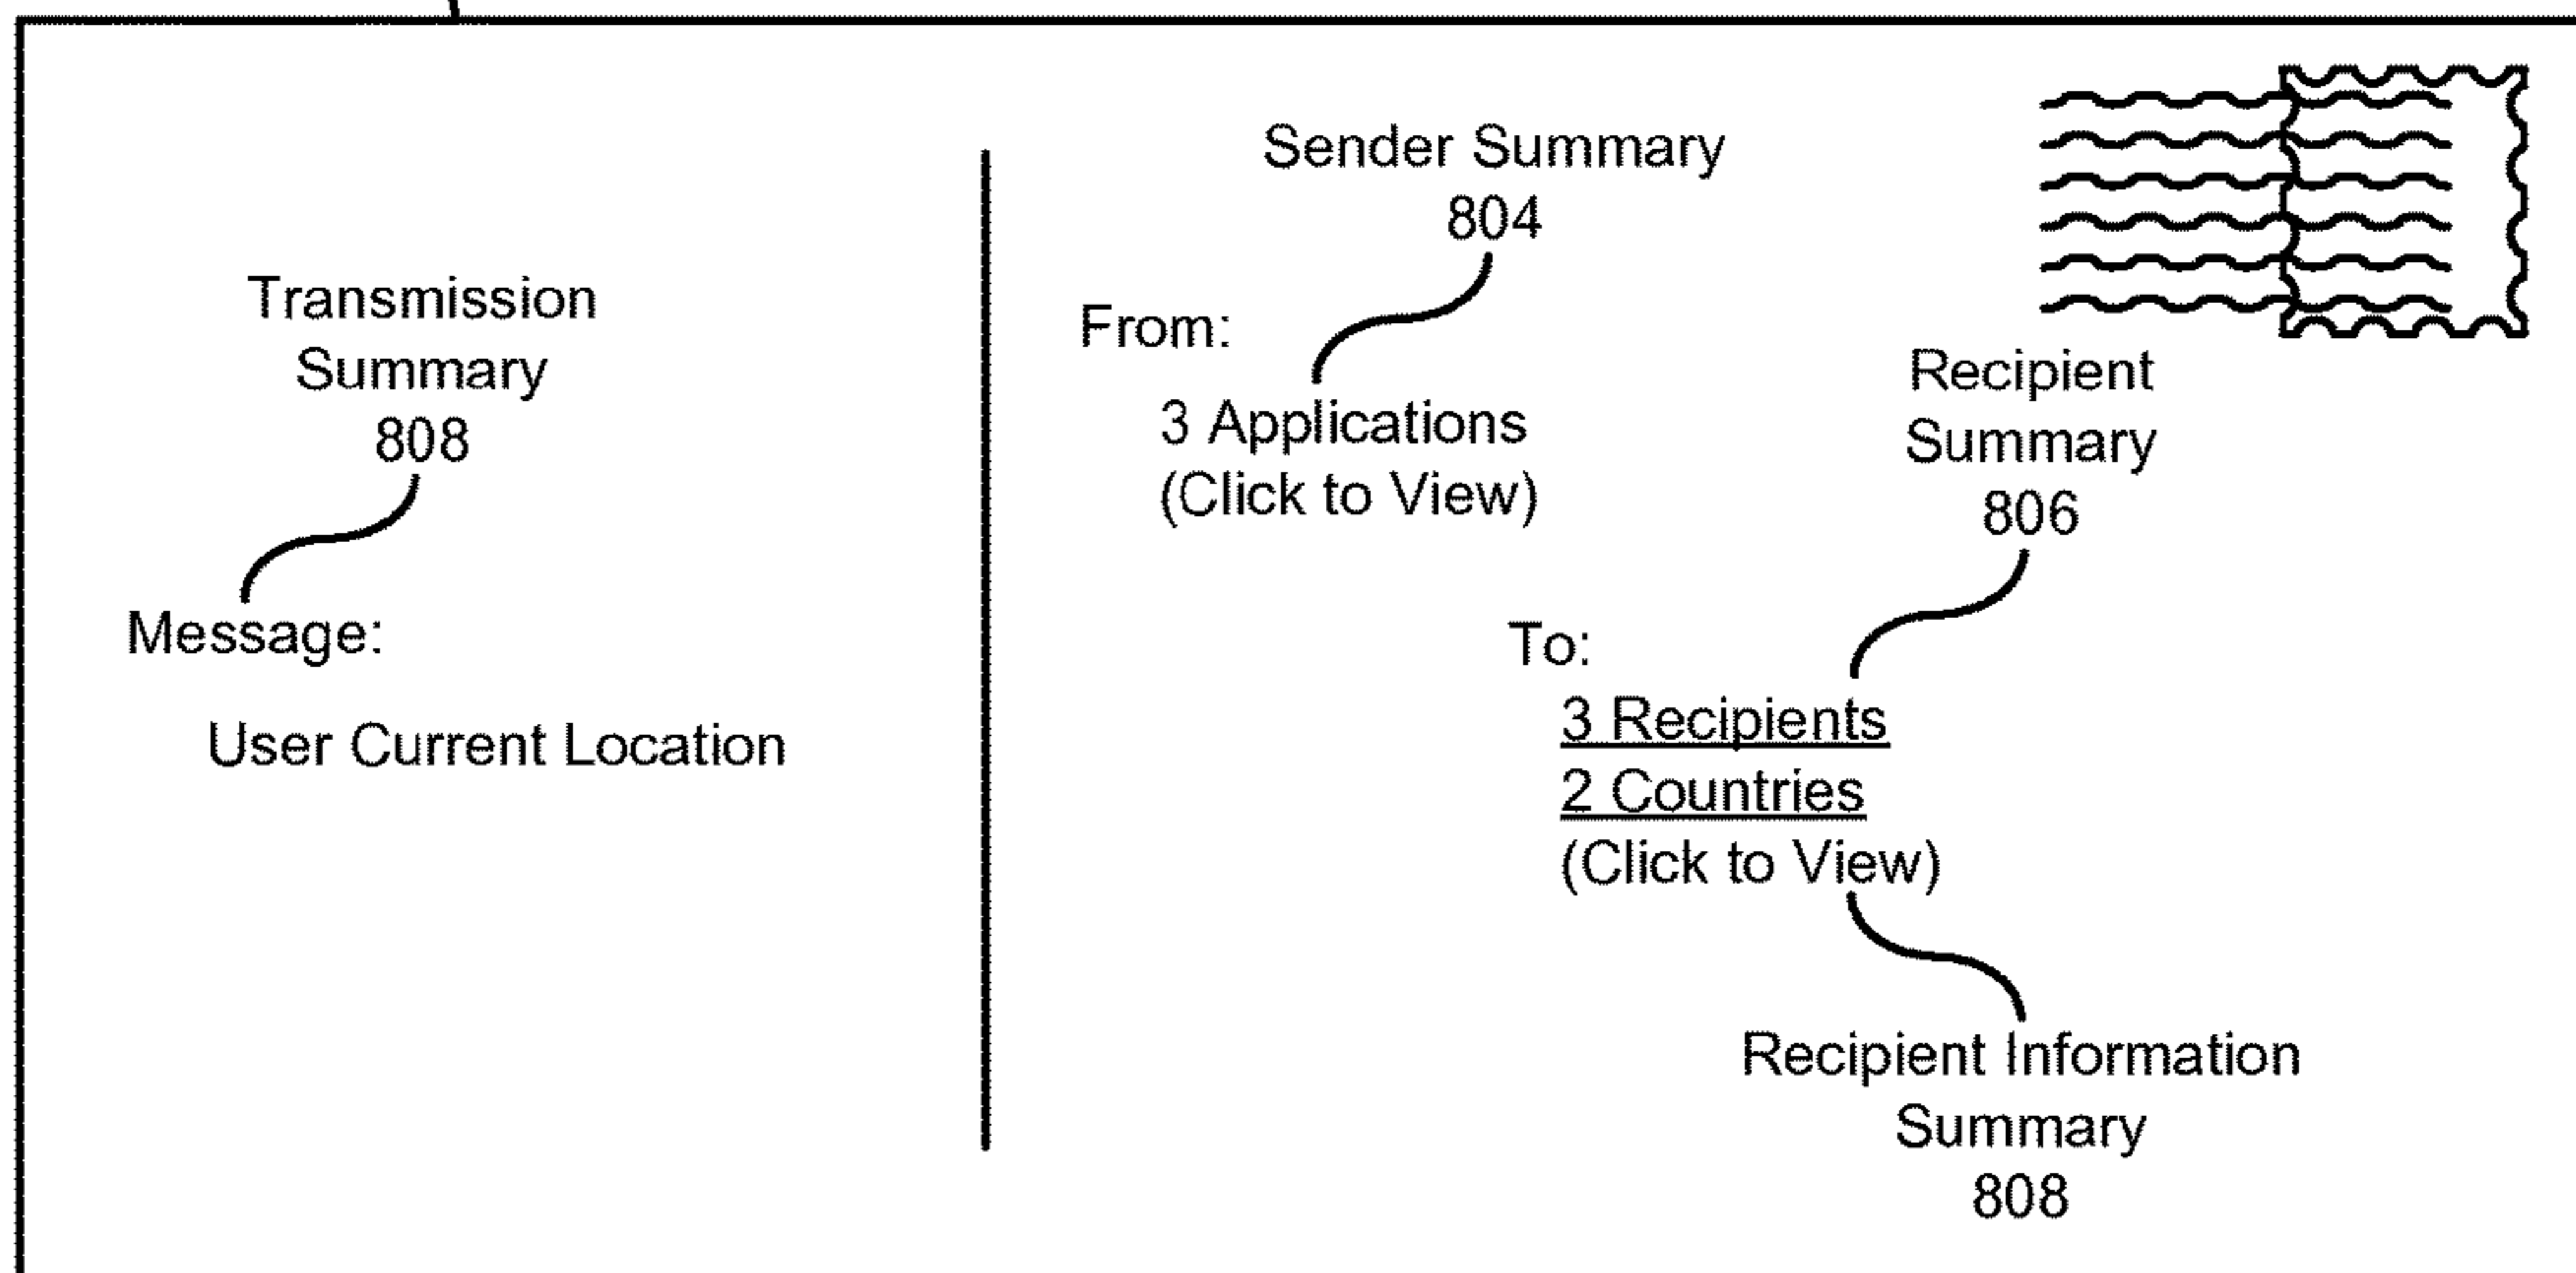 Transmission
Summary
808
Message:
User Current Location
Sender Summary
804
From:
3 Applications
(Click to View)
Recipient
Summary
806
To:
3 Recipients
2 Countries
(Click to View)
Recipient Information
Summary
808